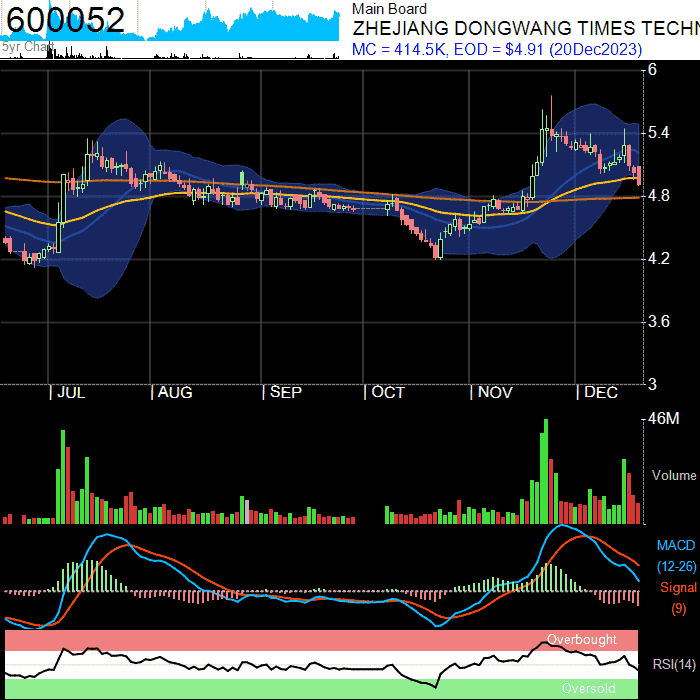 600052
5yr Chart
Main Board
ZHEJIANG DONGWANG TIMES TECHN
MC = 414.5K, EOD = $4.91 (20Dec2023)
6
5.4
4.8
4.2
3.6
3
JUL AUG SEP OCT NOV DEC
46M
Volume
MACD
(12-26)
Signal
(9)
Overbought
RSI(14)
Oversold